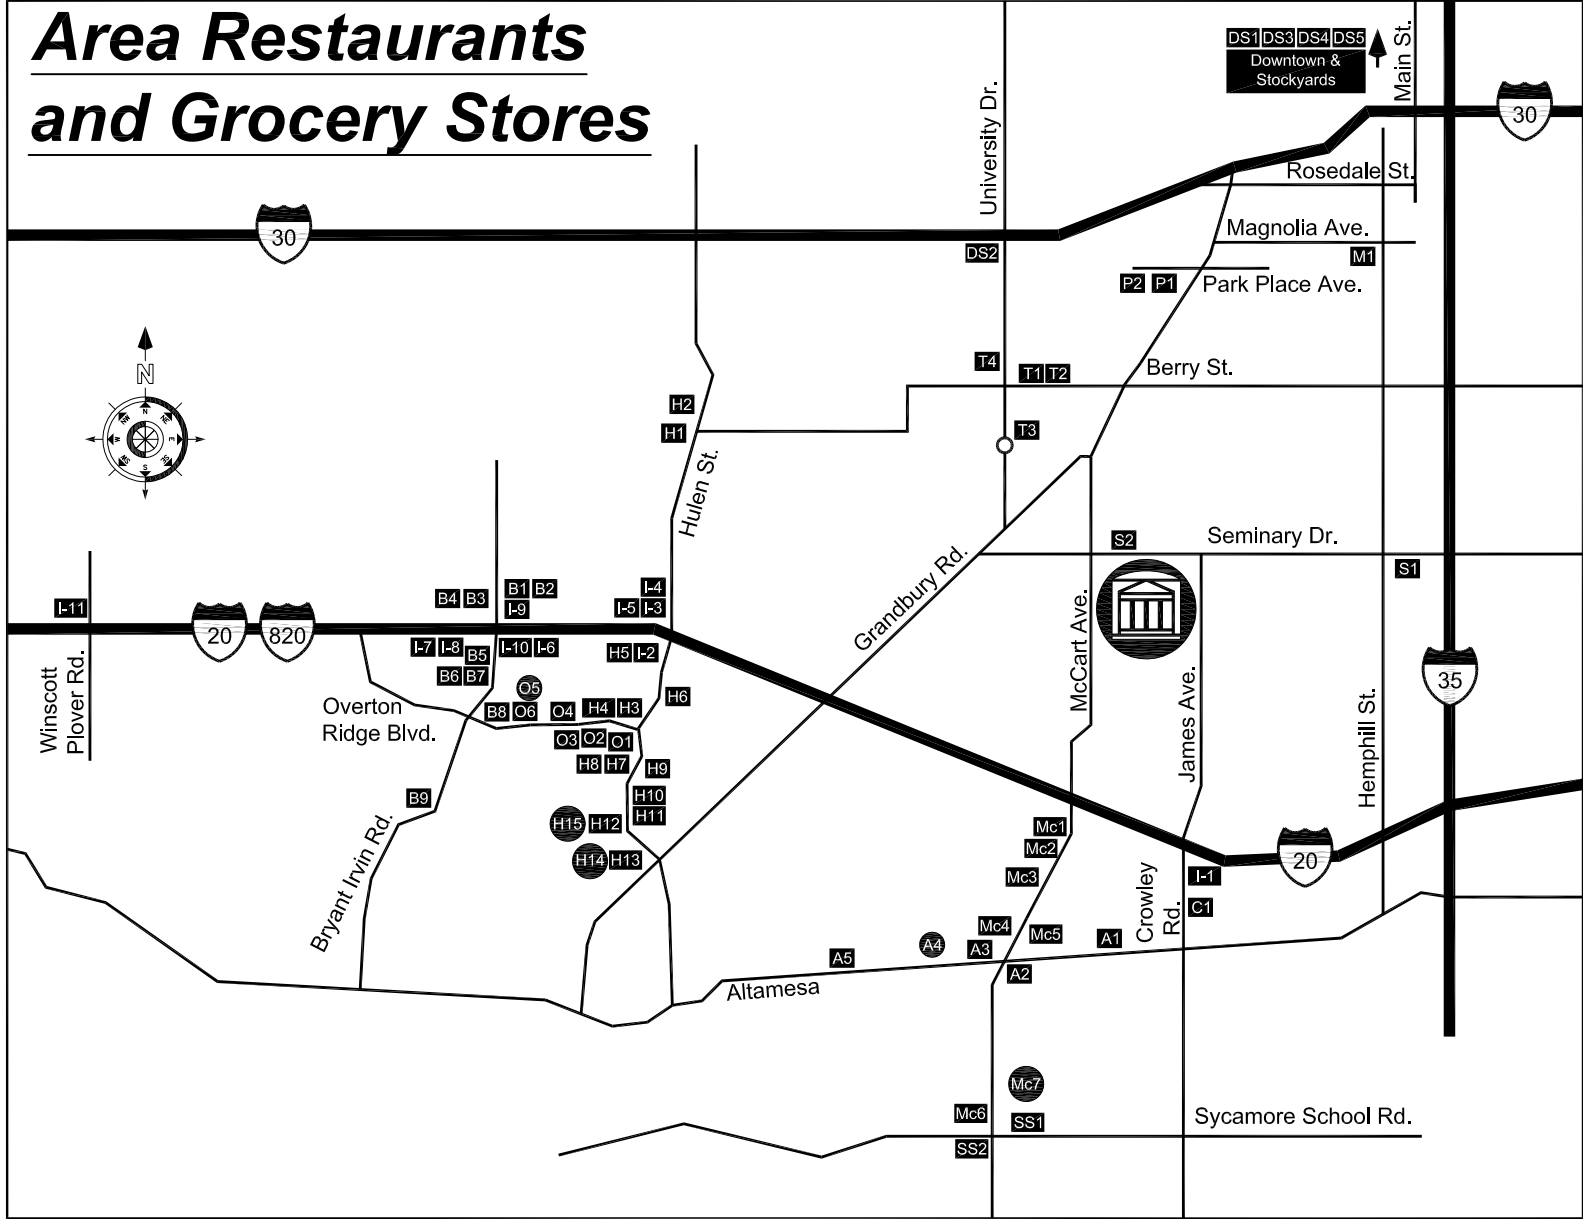 Area Restaurants
and Grocery Stores
DS1 DS3 DS4 DS5
Downtown &
Stockyards
Main St.
University Dr.
30
Rosedale St.
30
Magnolia Ave.
DS2
M1
P2 P1
Park Place Ave.
N
T4
T1 T2
Berry St.
H2
H1
T3
N
NE
E
SE
S
SW
W
NW
Hulen St.
Seminary Dr.
S2
S1
Grandbury Rd.
I-11
B4 B3
B1 B2
I-9
I-4
I-5 I-3
20
820
I-7 I-8
B5
I-10 I-6
H5 I-2
B6 B7
McCart Ave.
James Ave.
Hemphill St.
35
Winscott
Plover Rd.
Overton
Ridge Blvd.
O5
B8 O6
O4
H4 H3
H6
O3 O2 O1
H8 H7
H9
B9
H10
H11
H15 H12
H14 H13
Bryant Irvin Rd.
Mc1
Mc2
Mc3
Crowley
Rd.
I-1
C1
20
Mc4
Mc5
A1
A4
A3
A5
A2
Altamesa
Mc7
Mc6
SS1
Sycamore School Rd.
SS2